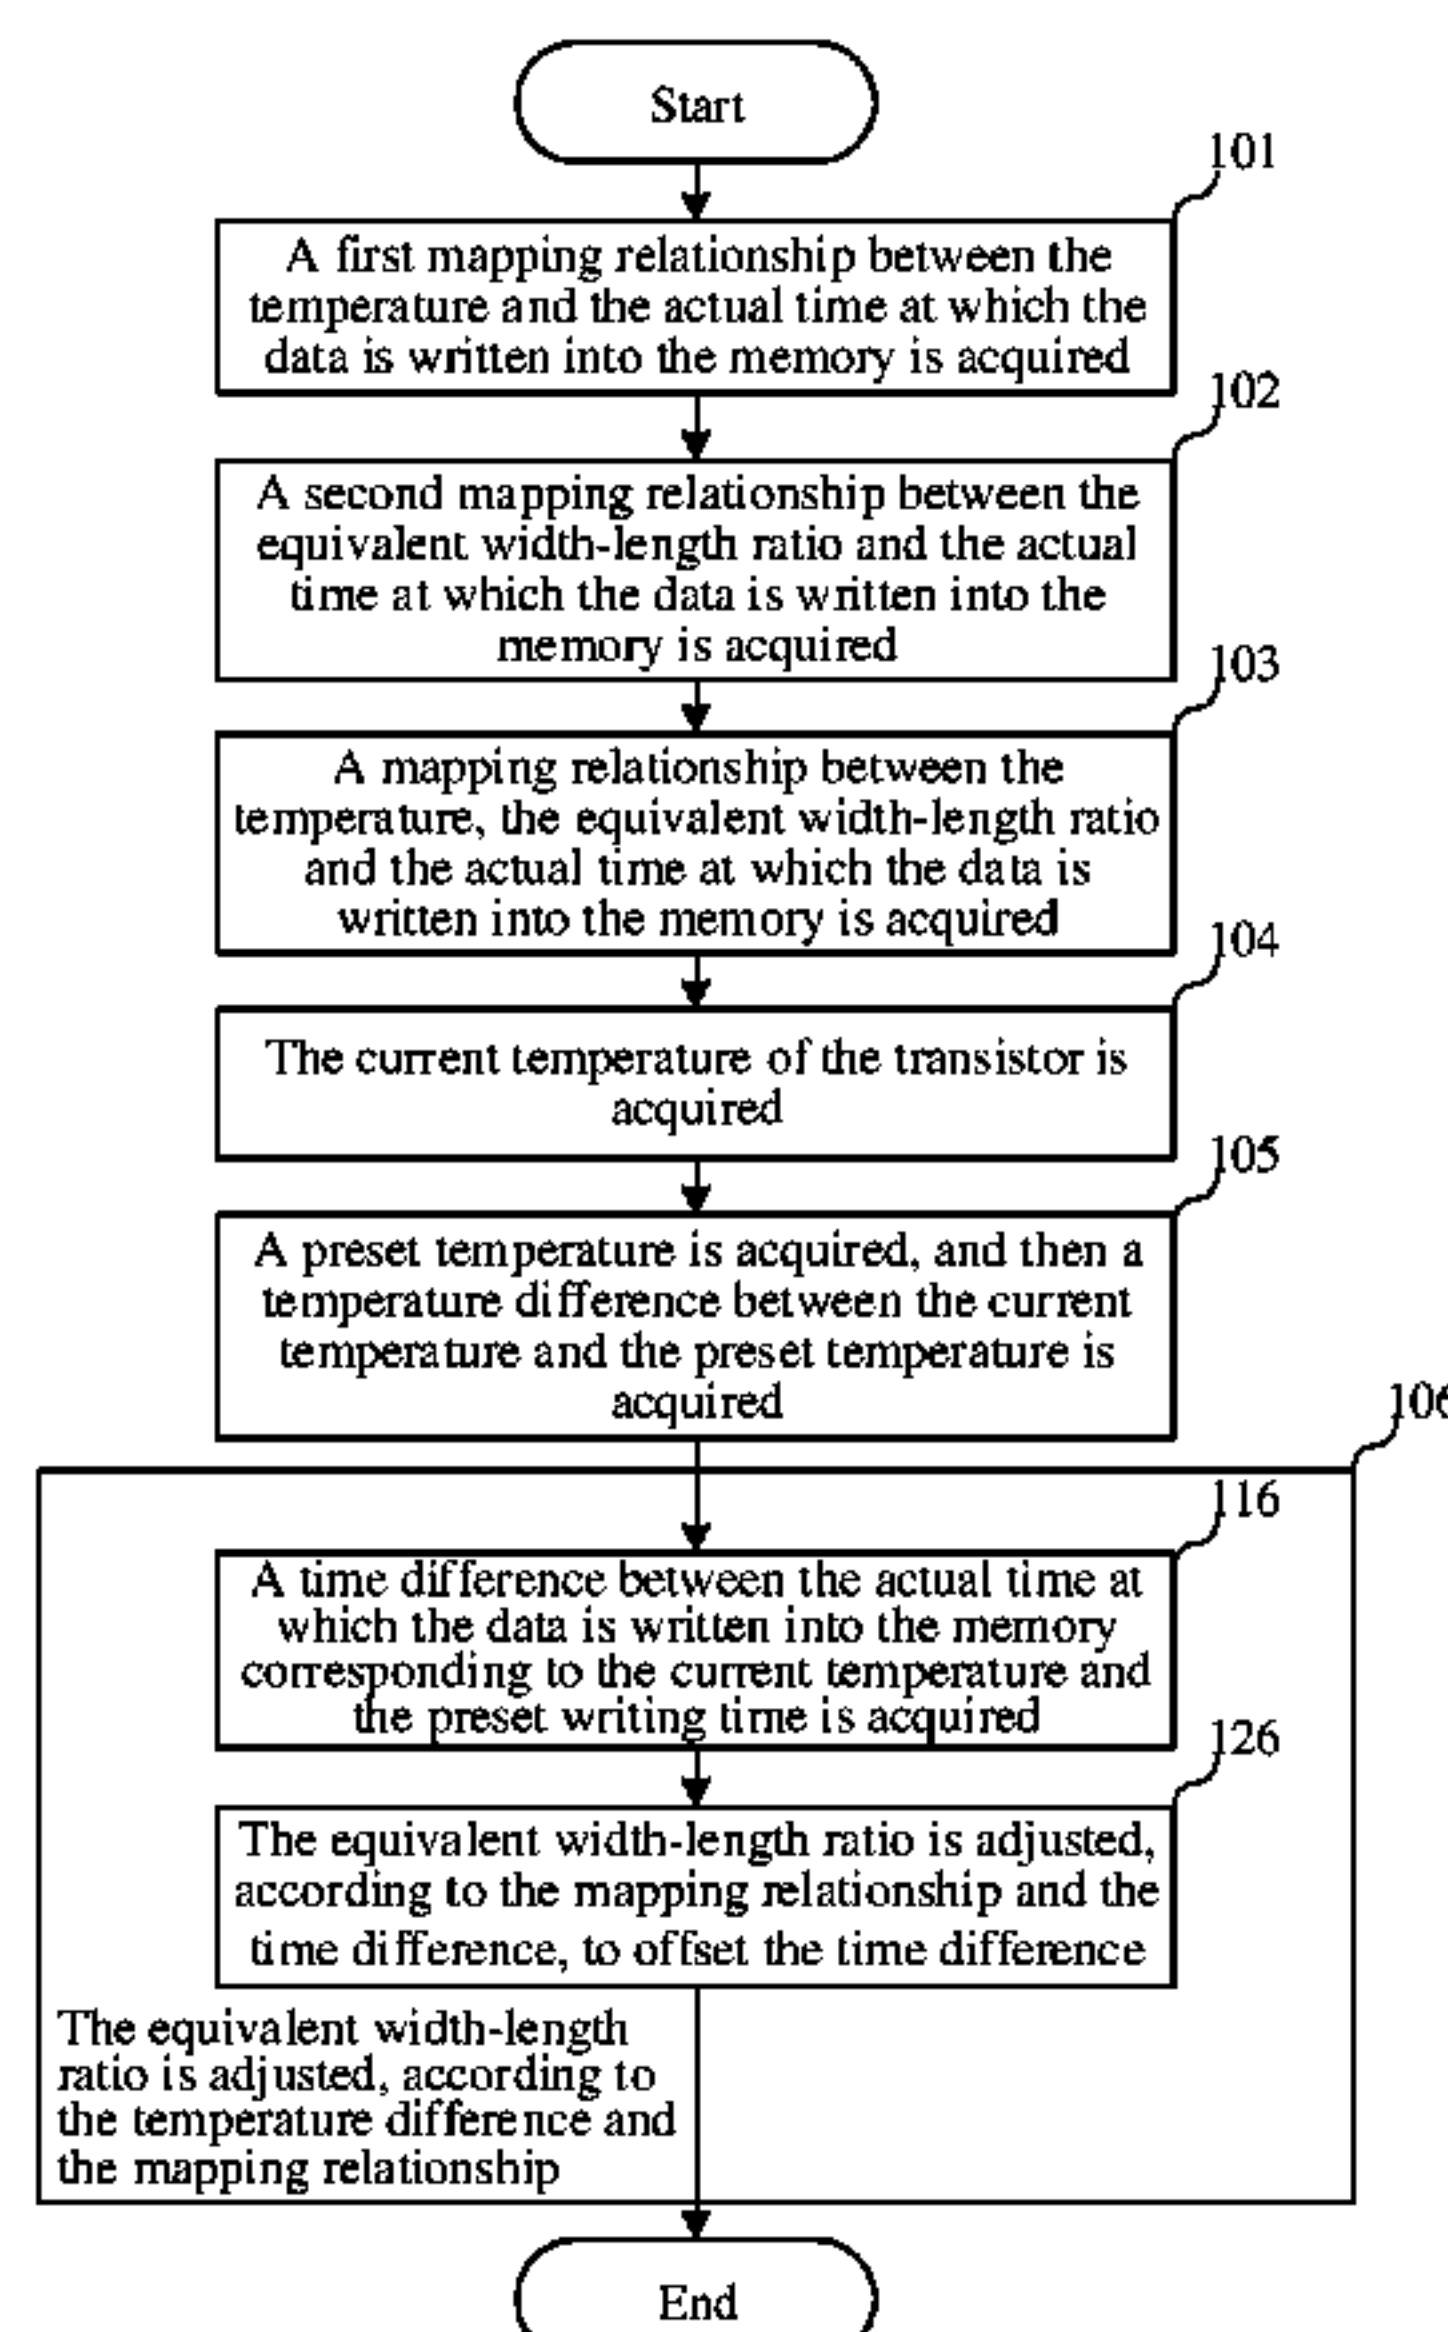 Start
101
A first mapping relationship between the
temperature and the actual time at which the
data is written into the memory is acquired
102
A second mapping relationship between the
equivalent width-length ratio and the actual
time at which the data is written into the
memory is acquired
103
A mapping relationship between the
temperature, the equivalent width-length ratio
and the actual time at which the data is
written into the memory is acquired
104
The current temperature of the transistor is
acquired
105
A preset temperature is acquired, and then a
temperature difference between the current
temperature and the preset temperature is
acquired
106
116
A time difference between the actual time at
which the data is written into the memory
corresponding to the current temperature and
the preset writing time is acquired
126
The equivalent width-length ratio is adjusted,
according to the mapping relationship and the
time difference, to offset the time difference
The equivalent width-length
ratio is adjusted, according to
the temperature difference and
the mapping relationship
End